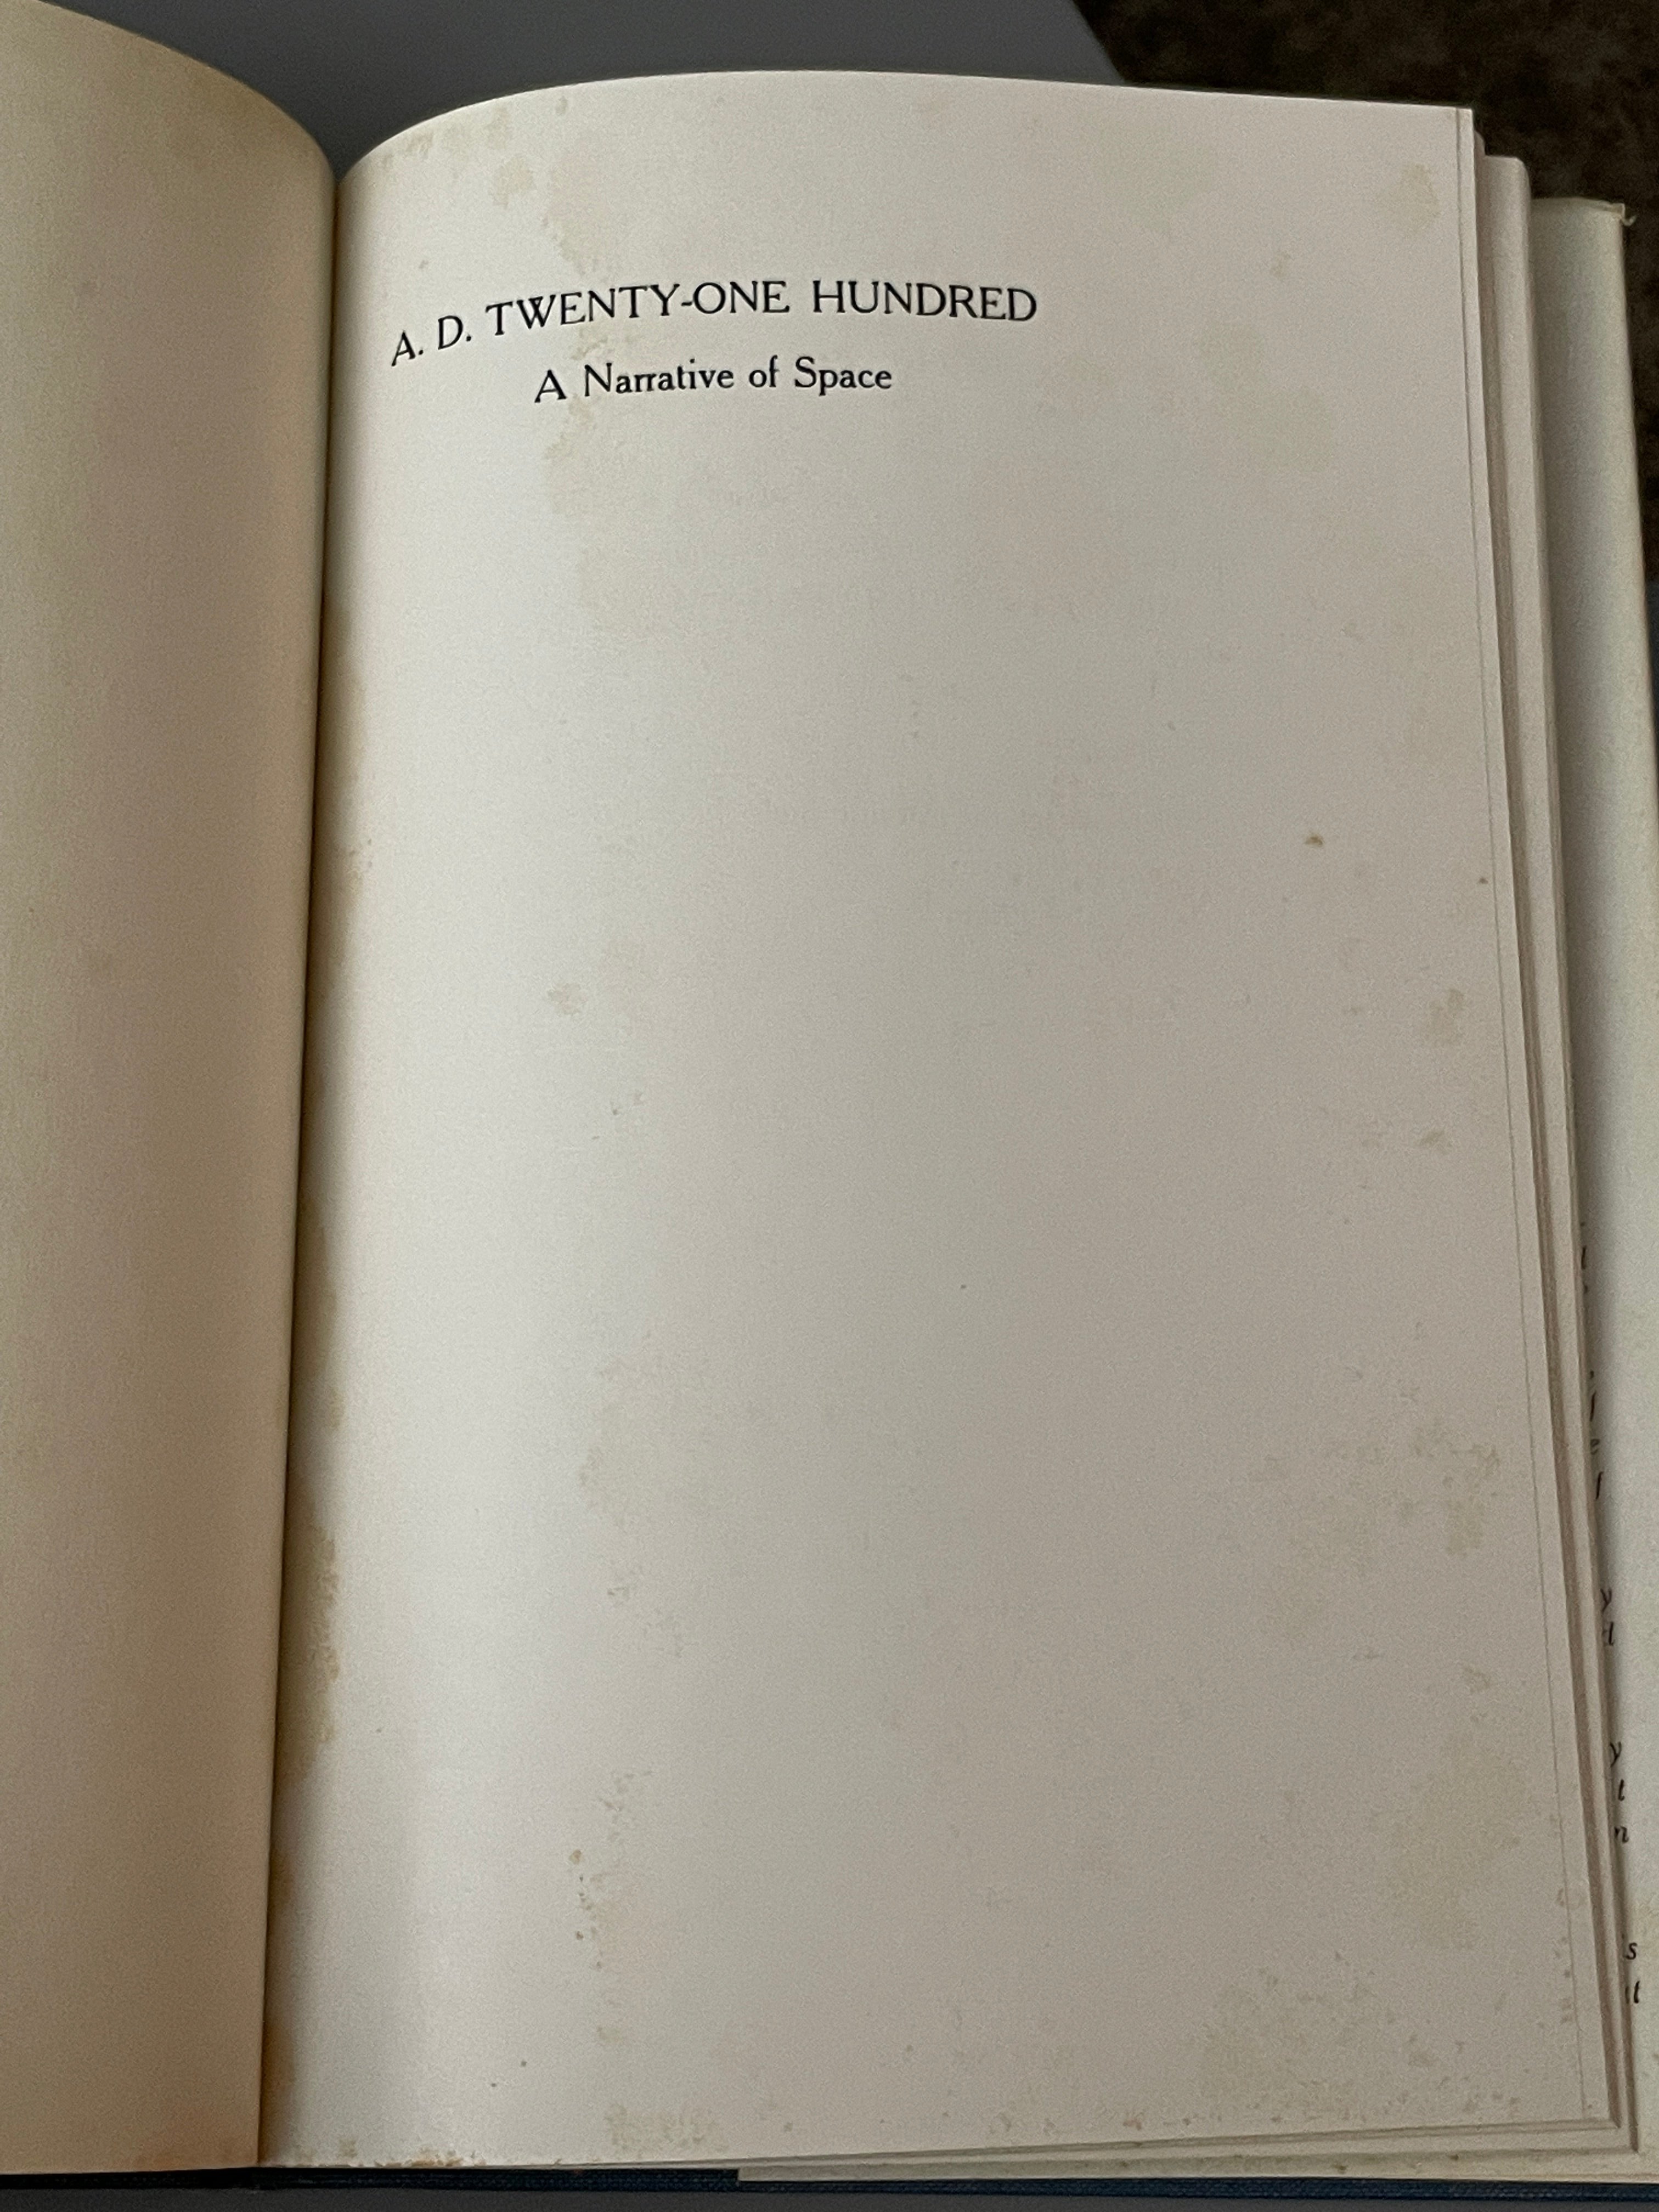 A. D. TWENTY-ONE HUNDRED
A Narrative of Space